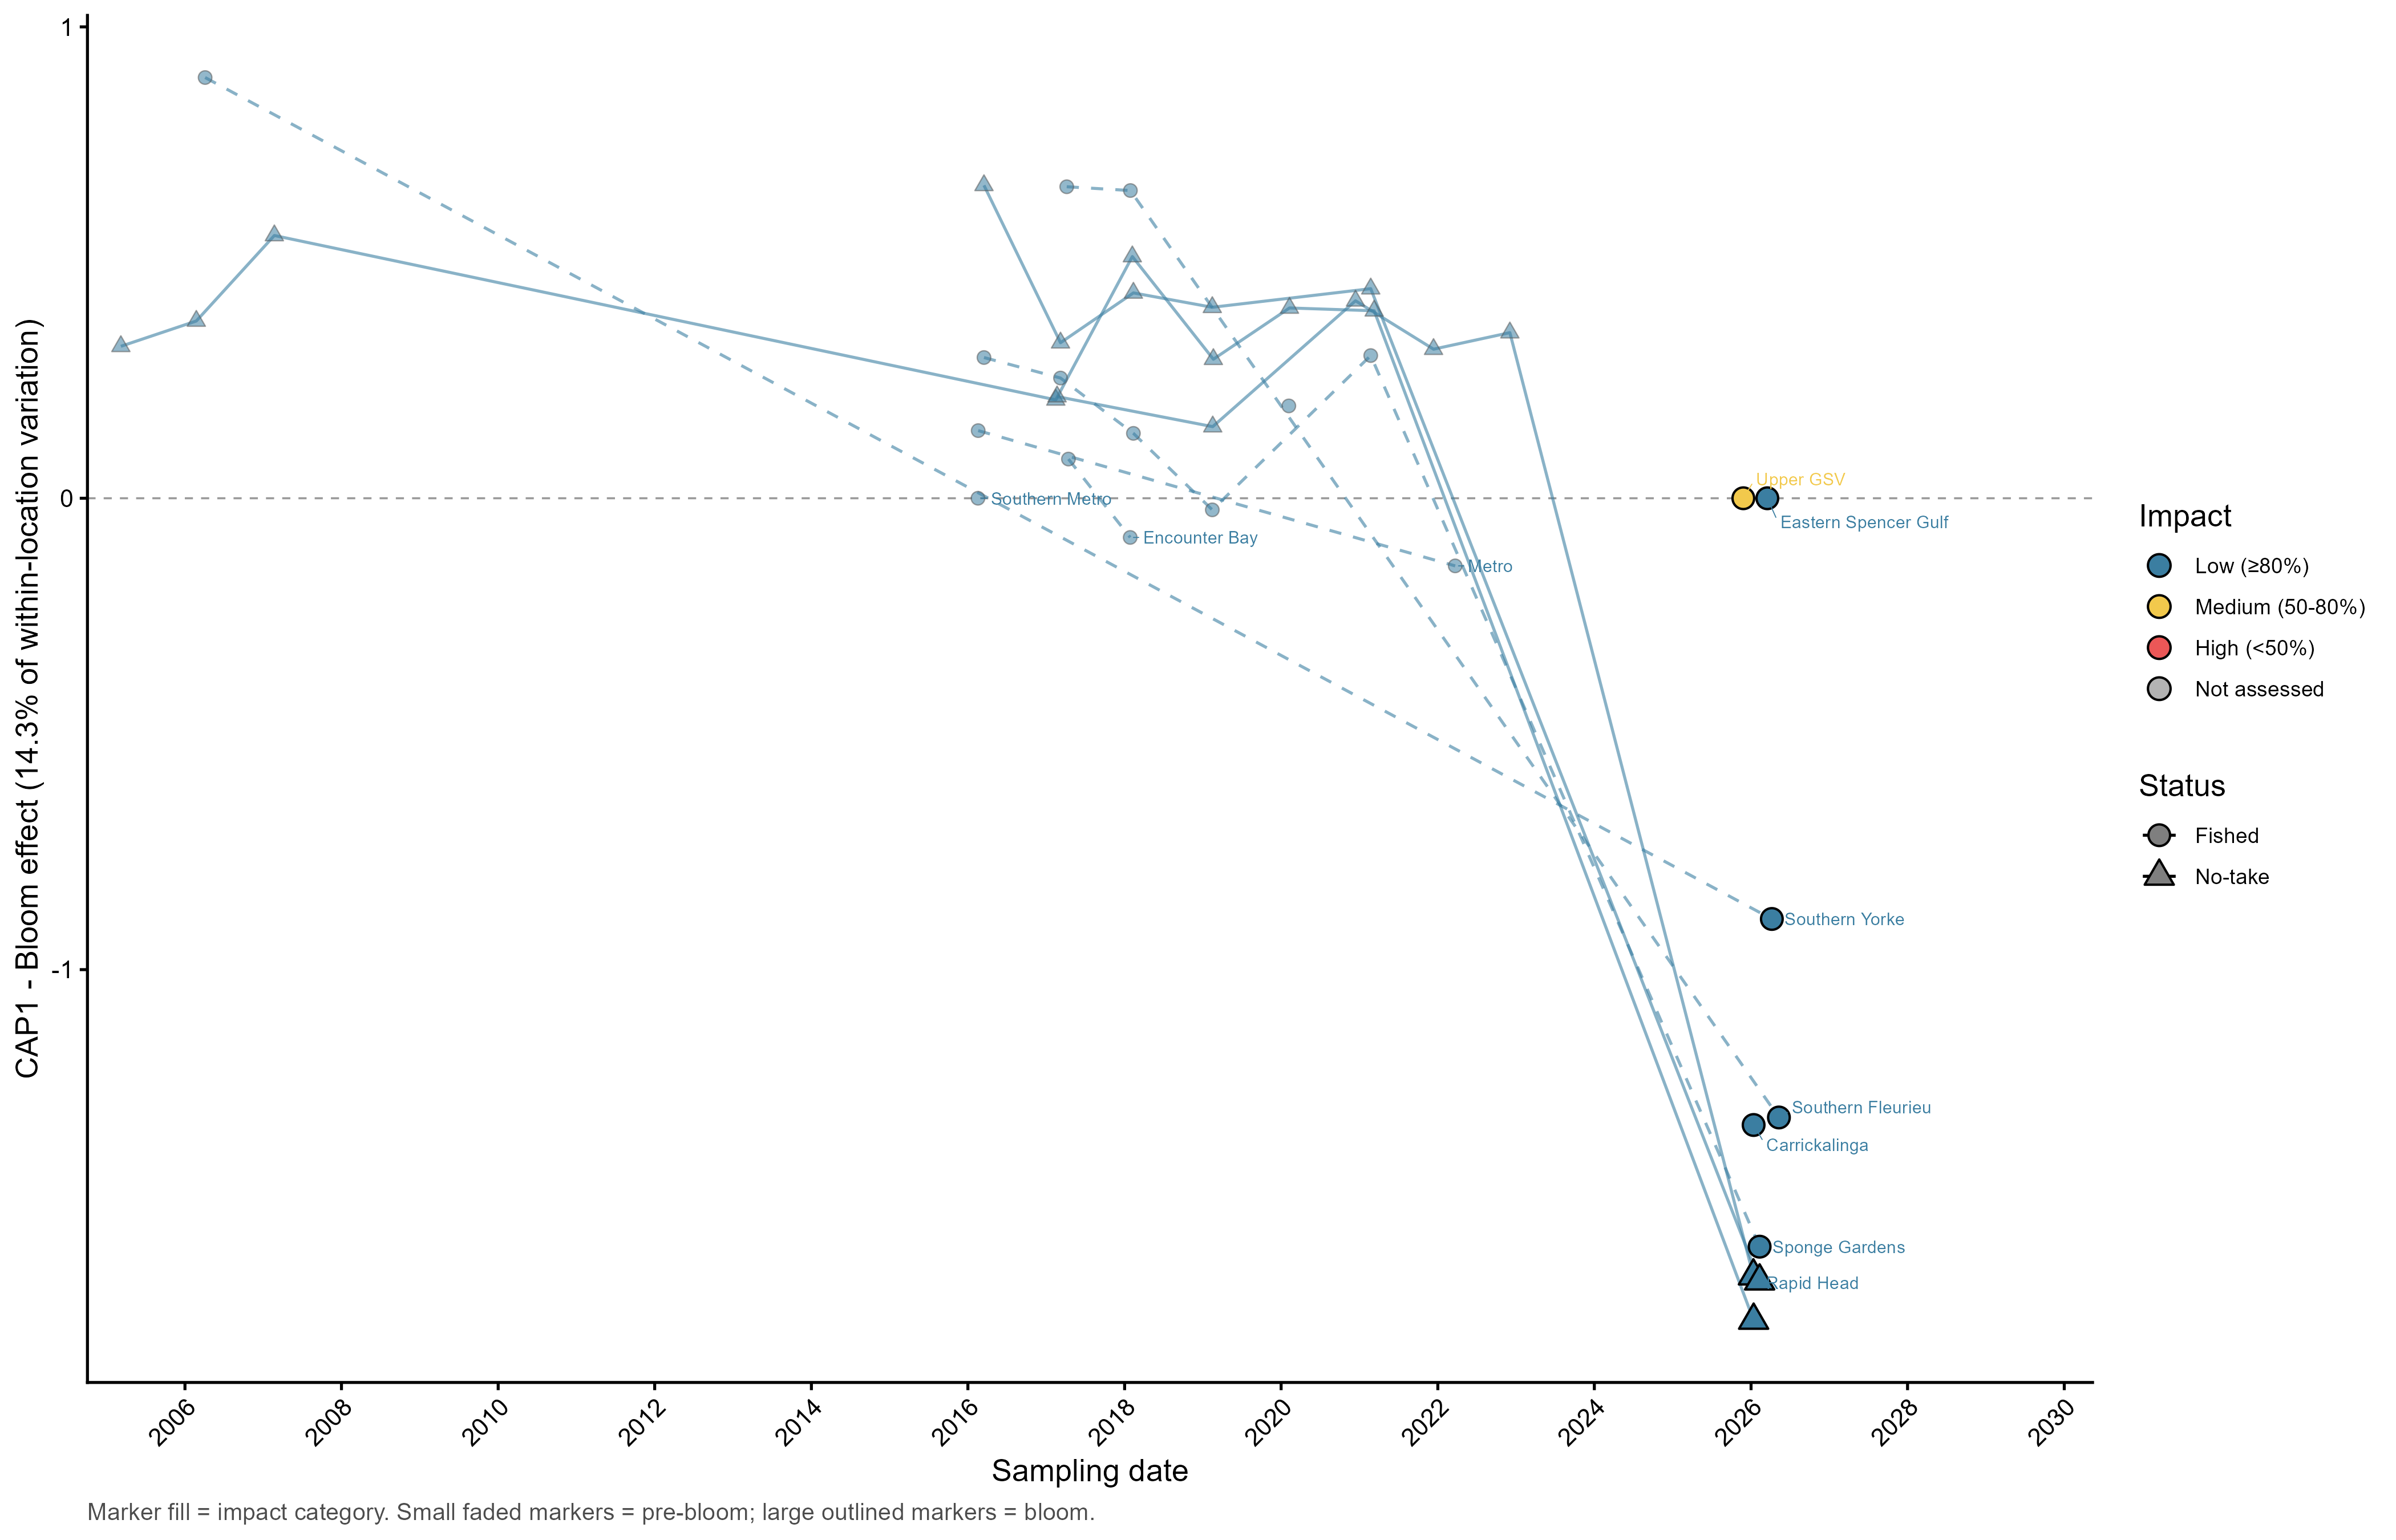 CAP1 - Bloom effect (14.3% of within-location variation)
1
0
-1
Upper GSV
Southern Metro
Eastern Spencer Gulf
Encounter Bay
Metro
Southern Yorke
Southern Fleurieu
Carrickalinga
Sponge Gardens
Rapid Head
2006
2008
2010
2012
2014
2016
2018
2020
2022
2024
2026
2028
2030
Sampling date
Impact
Low (≥80%)
Medium (50-80%)
High (<50%)
Not assessed
Status
Fished
No-take
Marker fill = impact category. Small faded markers = pre-bloom; large outlined markers = bloom.